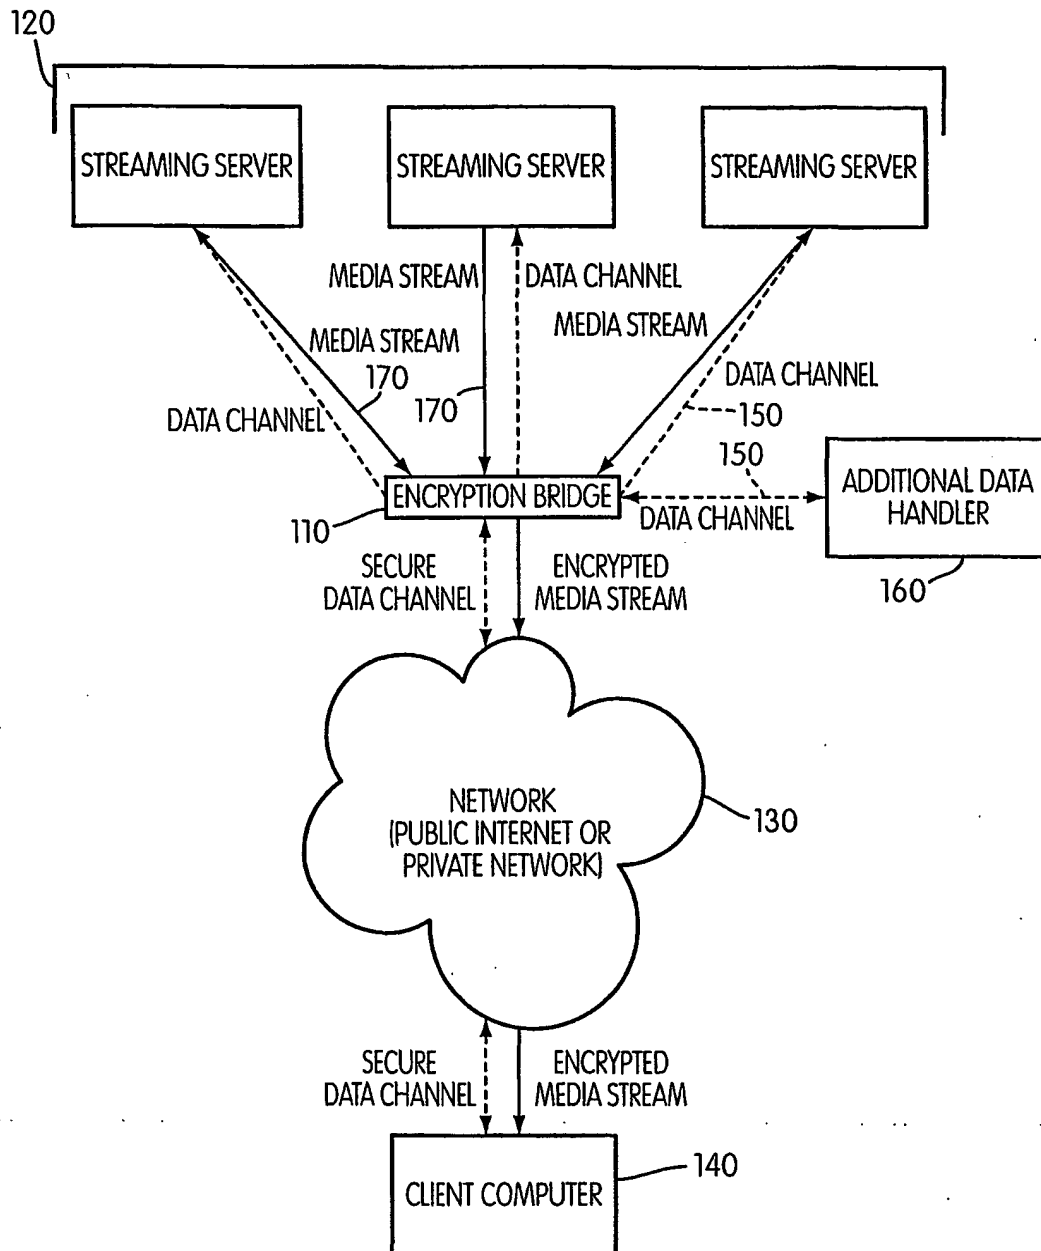 120
STREAMING SERVER
STREAMING SERVER
STREAMING SERVER
MEDIA STREAM
DATA CHANNEL
MEDIA STREAM
MEDIA STREAM
170
170
DATA CHANNEL
150
DATA CHANNEL
150
ENCRYPTION BRIDGE
110
DATA CHANNEL
ADDITIONAL DATA
HANDLER
160
SECURE
DATA CHANNEL
ENCRYPTED
MEDIA STREAM
NETWORK
(PUBLIC INTERNET OR
PRIVATE NETWORK)
130
SECURE
DATA CHANNEL
ENCRYPTED
MEDIA STREAM
CLIENT COMPUTER
140